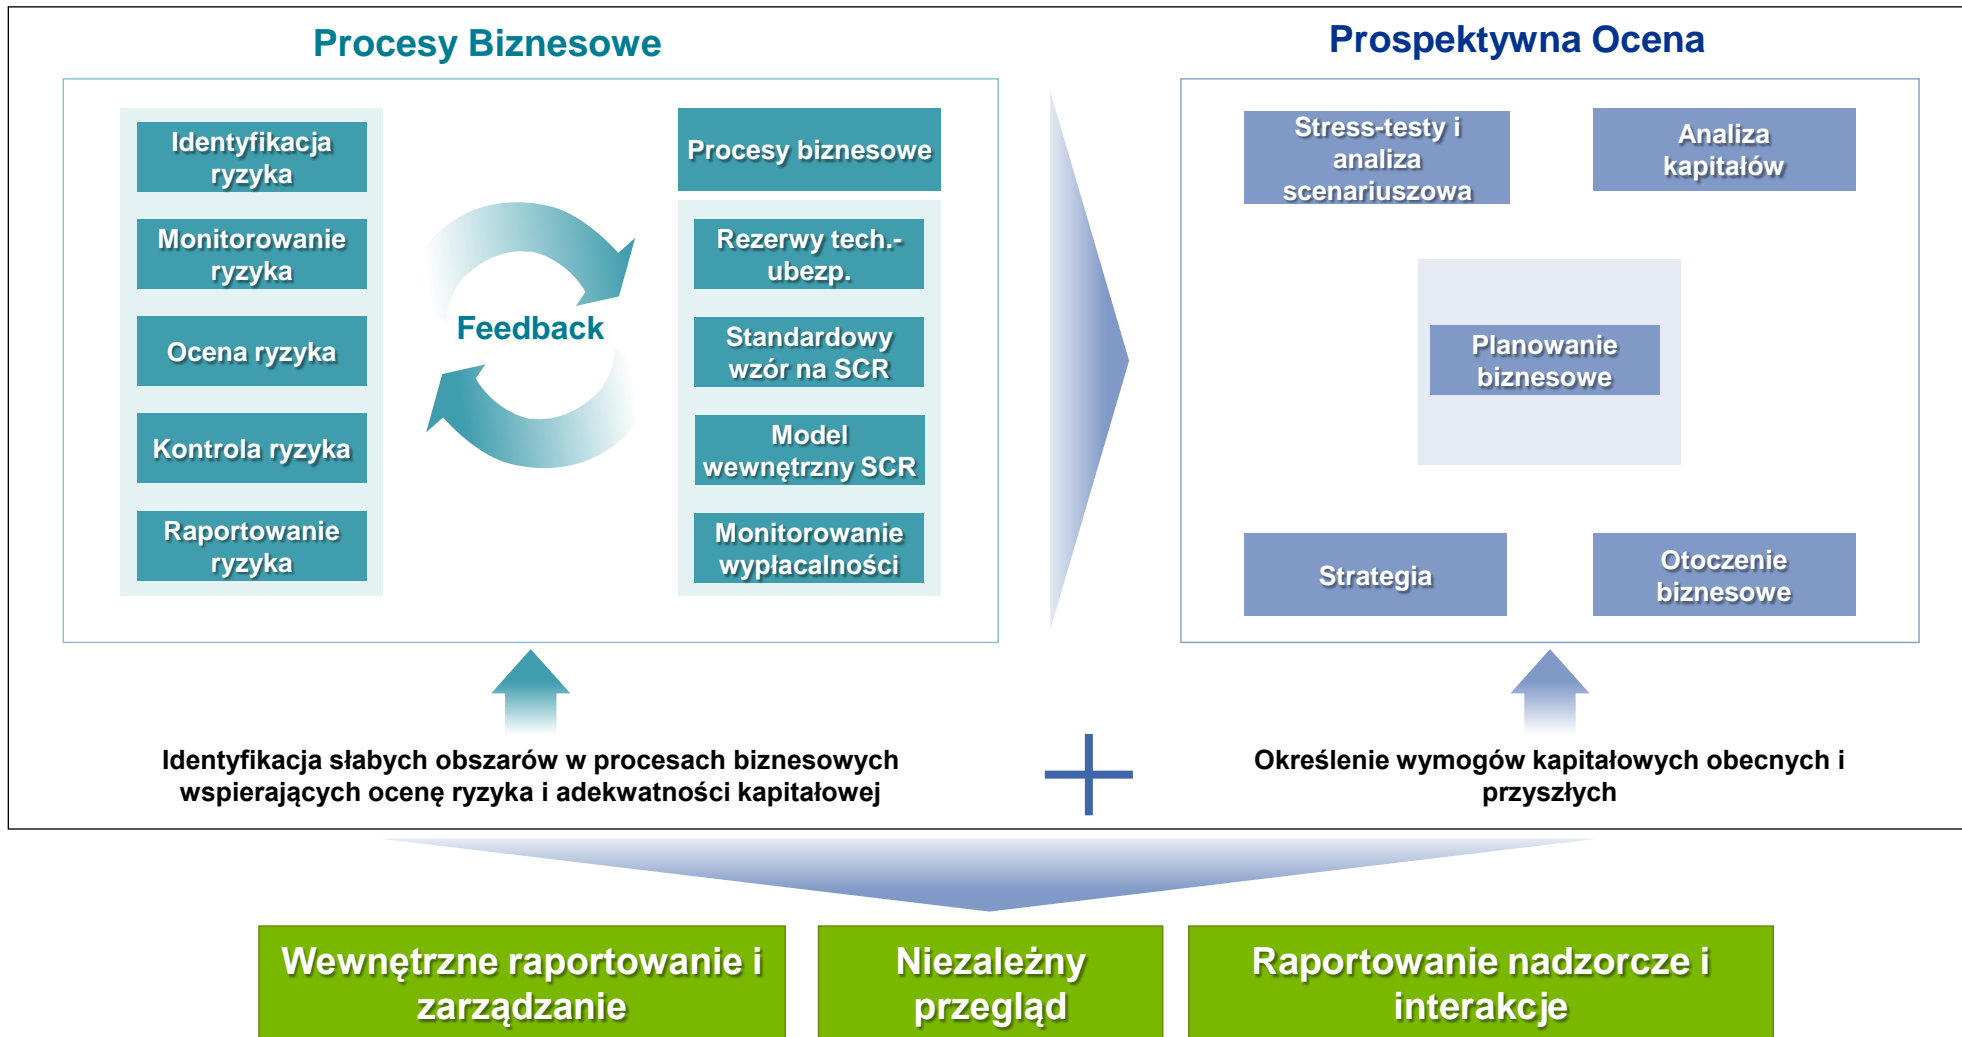 Procesy Biznesowe
Identyfikacja
ryzyka
Monitorowanie
ryzyka
Ocena ryzyka
Kontrola ryzyka
Raportowanie
ryzyka
Feedback
Procesy biznesowe
Rezerwy tech.-
ubezp.
Standardowy
wzór na SCR
Model
wewnętrzny SCR
Monitorowanie
wypłacalności
Prospektywna Ocena
Stress-testy i
analiza
scenariuszowa
Analiza
kapitałów
Planowanie
biznesowe
Strategia
Otoczenie
biznesowe
Identyfikacja słabych obszarów w procesach biznesowych
wspierających ocenę ryzyka i adekwatności kapitałowej
Określenie wymogów kapitałowych obecnych i
przyszłych
Wewnętrzne raportowanie i
zarządzanie
Niezależny
przegląd
Raportowanie nadzorcze i
interakcje